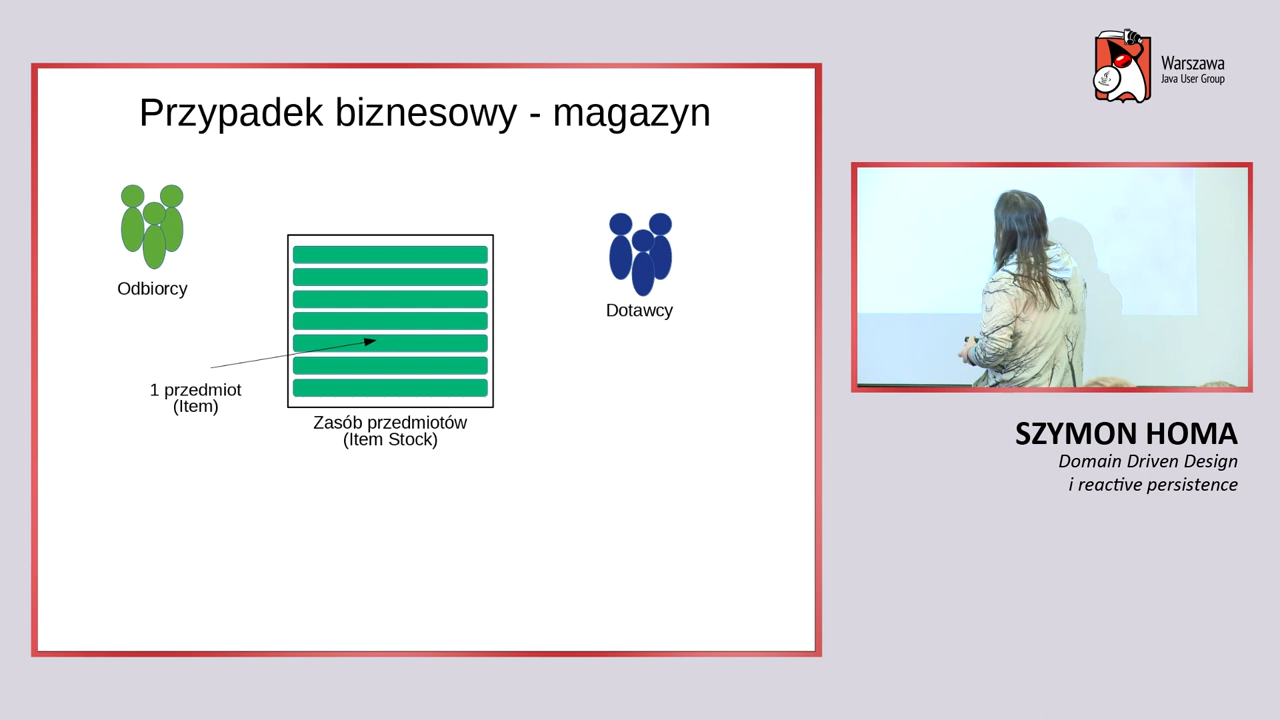 Przypadek biznesowy - magazyn
Odbiorcy
Dotawcy
1 przedmiot
(Item)
Zasób przedmiotów
(Item Stock)
Warszawa
Java User Group
SZYMON HOMA
Domain Driven Design
i reactive persistence